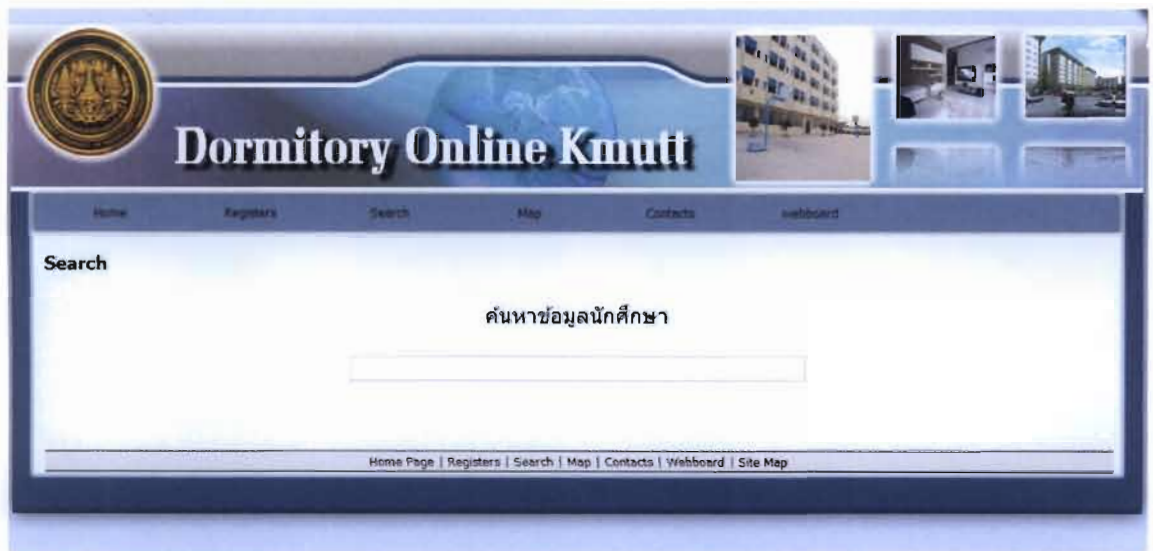 Dormitory Online Kmutt
Home Registers Search Map Contacts webboard
Search
ค้นหาข้อมูลนักศึกษา
Home Page | Registers | Search | Map | Contacts | Webboard | Site Map